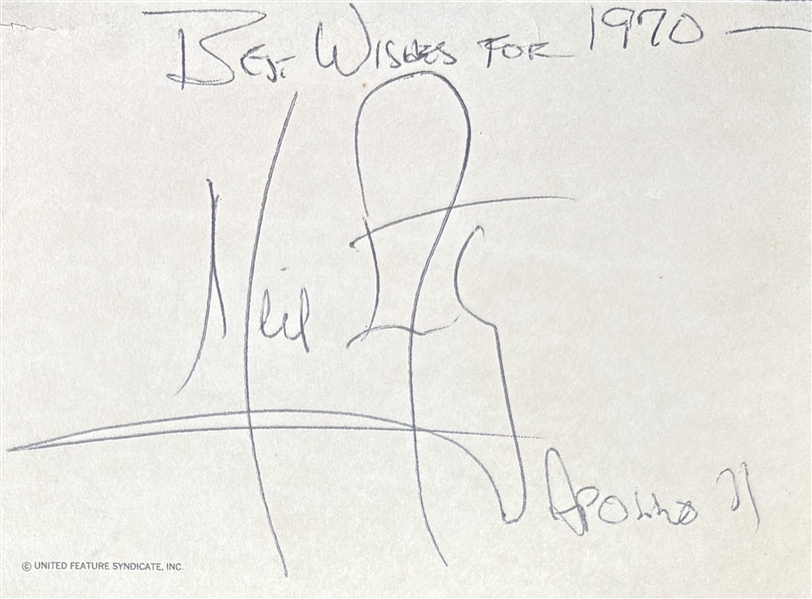 Best Wishes for 1970 —
Neil
Apollo 11
© UNITED FEATURE SYNDICATE, INC.